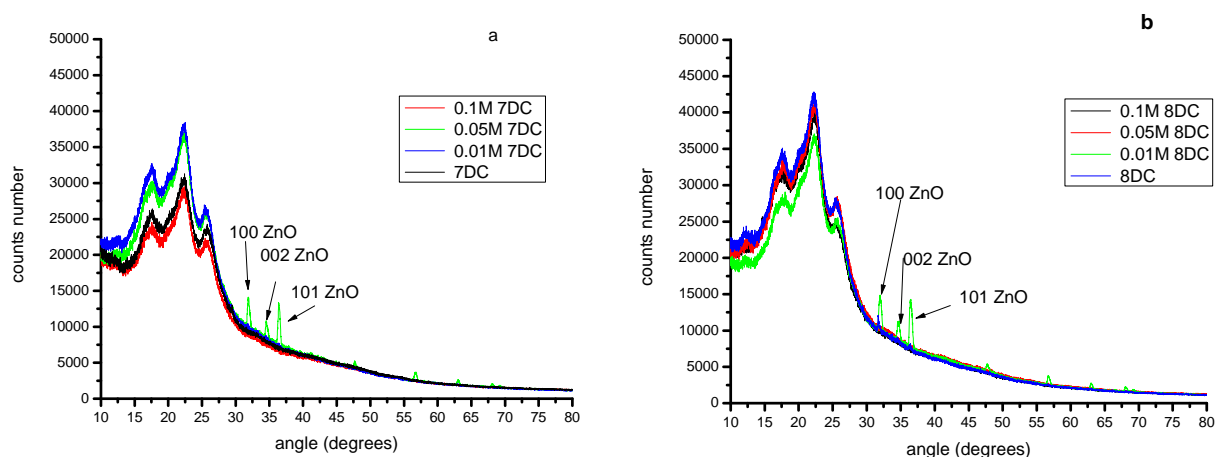 a
50000
45000
40000
35000
30000
25000
20000
15000
10000
5000
0
counts number
0.1M 7DC
0.05M 7DC
0.01M 7DC
7DC
100 ZnO
002 ZnO
101 ZnO
10 15 20 25 30 35 40 45 50 55 60 65 70 75 80
angle (degrees)
b
50000
45000
40000
35000
30000
25000
20000
15000
10000
5000
0
counts number
0.1M 8DC
0.05M 8DC
0.01M 8DC
8DC
100 ZnO
002 ZnO
101 ZnO
10 15 20 25 30 35 40 45 50 55 60 65 70 75 80
angle (degrees)